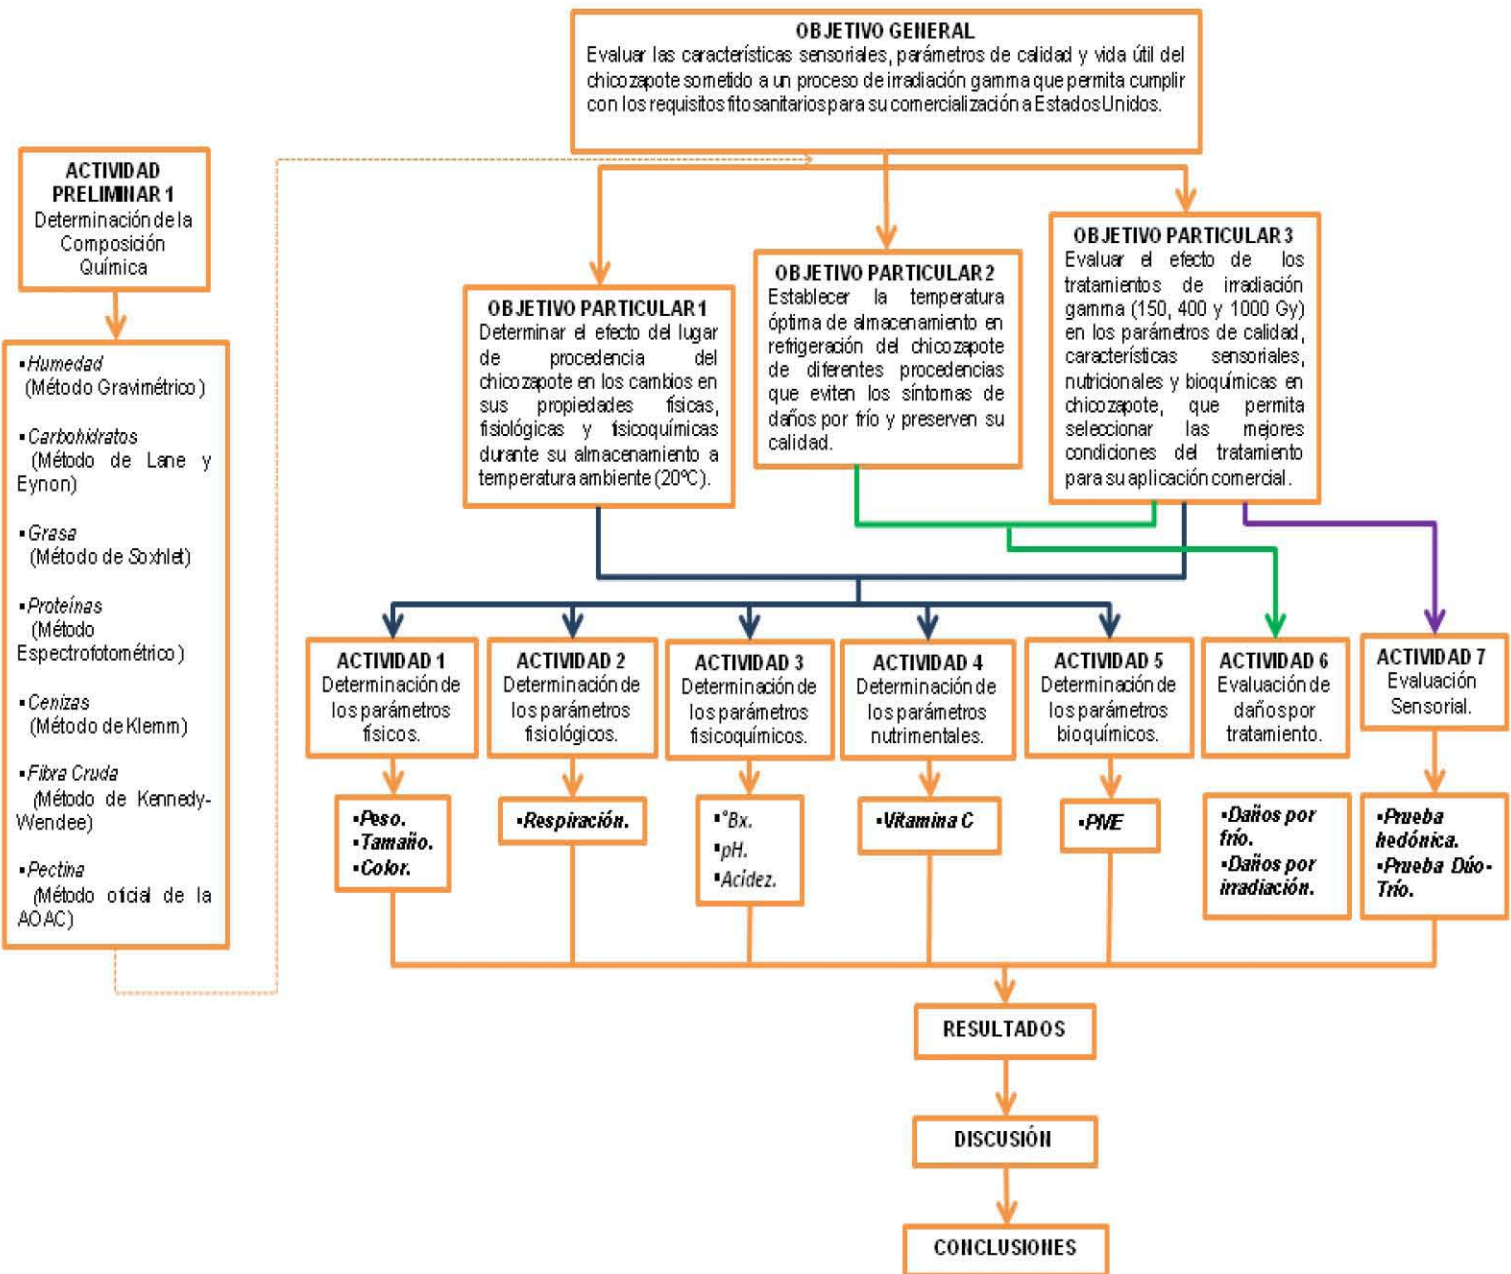 OBJETIVO GENERAL
Evaluar las características sensoriales, parámetros de calidad y vida útil del
chicozapote sometido a un proceso de irradiación gamma que permita cumplir
con los requisitos fitosanitarios para su comercialización a Estados Unidos.
ACTIVIDAD
PRELIMINAR 1
Determinación de la
Composición
Química
▪Humedad
(Método Gravimétrico)
▪Carbohidratos
(Método de Lane y
Eynon)
▪Grasa
(Método de Soxhlet)
▪Proteínas
(Método
Espectrofotométrico)
▪Cenizas
(Método de Klemm)
▪Fibra Cruda
(Método de Kennedy-
Wendee)
▪Pectina
(Método oficial de la
AOAC)
OBJETIVO PARTICULAR 1
Determinar el efecto del lugar
de procedencia del
chicozapote en los cambios en
sus propiedades físicas,
fisiológicas y fisicoquímicas
durante su almacenamiento a
temperatura ambiente (20ºC).
OBJETIVO PARTICULAR 2
Establecer la temperatura
óptima de almacenamiento en
refrigeración del chicozapote
de diferentes procedencias
que eviten los síntomas de
daños por frío y preserven su
calidad.
OBJETIVO PARTICULAR 3
Evaluar el efecto de los
tratamientos de irradiación
gamma (150, 400 y 1000 Gy)
en los parámetros de calidad,
características sensoriales,
nutricionales y bioquímicas en
chicozapote, que permita
seleccionar las mejores
condiciones del tratamiento
para su aplicación comercial.
ACTIVIDAD 1
Determinación de
los parámetros
físicos.
ACTIVIDAD 2
Determinación de
los parámetros
fisiológicos.
ACTIVIDAD 3
Determinación de
los parámetros
fisicoquímicos.
ACTIVIDAD 4
Determinación de
los parámetros
nutrimentales.
ACTIVIDAD 5
Determinación de
los parámetros
bioquímicos.
ACTIVIDAD 6
Evaluación de
daños por
tratamiento.
ACTIVIDAD 7
Evaluación
Sensorial.
▪Peso.
▪Tamaño.
▪Color.
▪Respiración.
▪°Bx.
▪pH.
▪Acidez.
▪Vitamina C
▪PME
▪Daños por
frío.
▪Daños por
irradiación.
▪Prueba
hedónica.
▪Prueba Dúo-
Trío.
RESULTADOS
DISCUSIÓN
CONCLUSIONES